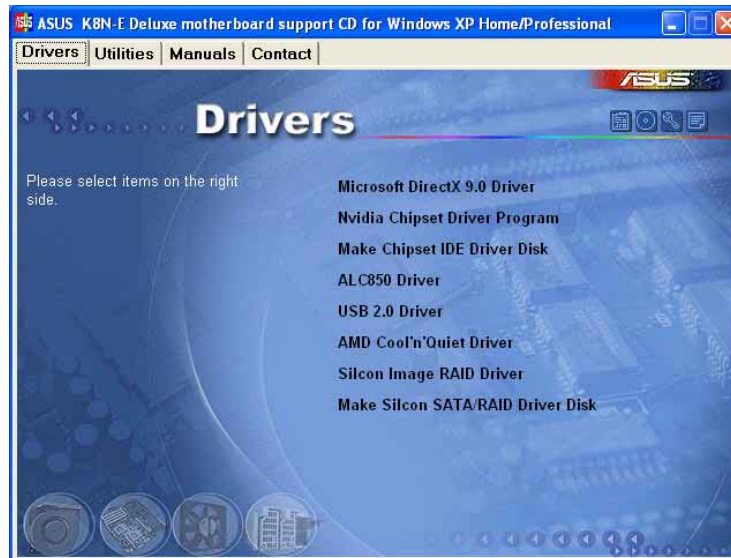 ASUS K8N-E Deluxe motherboard support CD for Windows XP Home/Professional
Drivers Utilities Manuals Contact
ASUS
Drivers
Please select items on the right
side.
Microsoft DirectX 9.0 Driver
Nvidia Chipset Driver Program
Make Chipset IDE Driver Disk
ALC850 Driver
USB 2.0 Driver
AMD Cool'n'Quiet Driver
Silcon Image RAID Driver
Make Silcon SATA/RAID Driver Disk